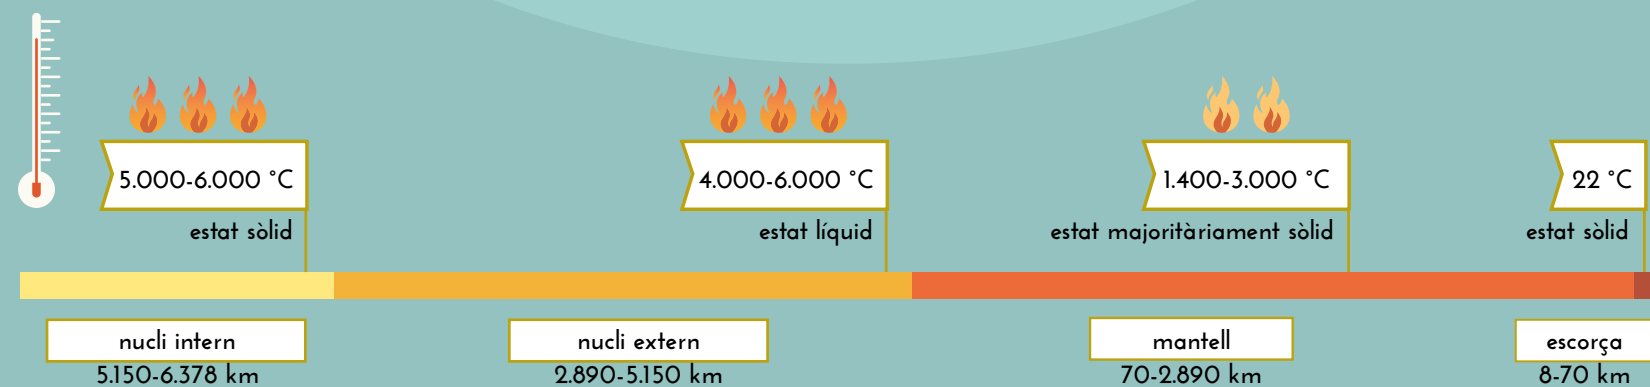 5.000-6.000 °C
estat sòlid
4.000-6.000 °C
estat líquid
1.400-3.000 °C
estat majoritàriament sòlid
22 °C
estat sòlid
nucli intern
5.150-6.378 km
nucli extern
2.890-5.150 km
mantell
70-2.890 km
escorça
8-70 km